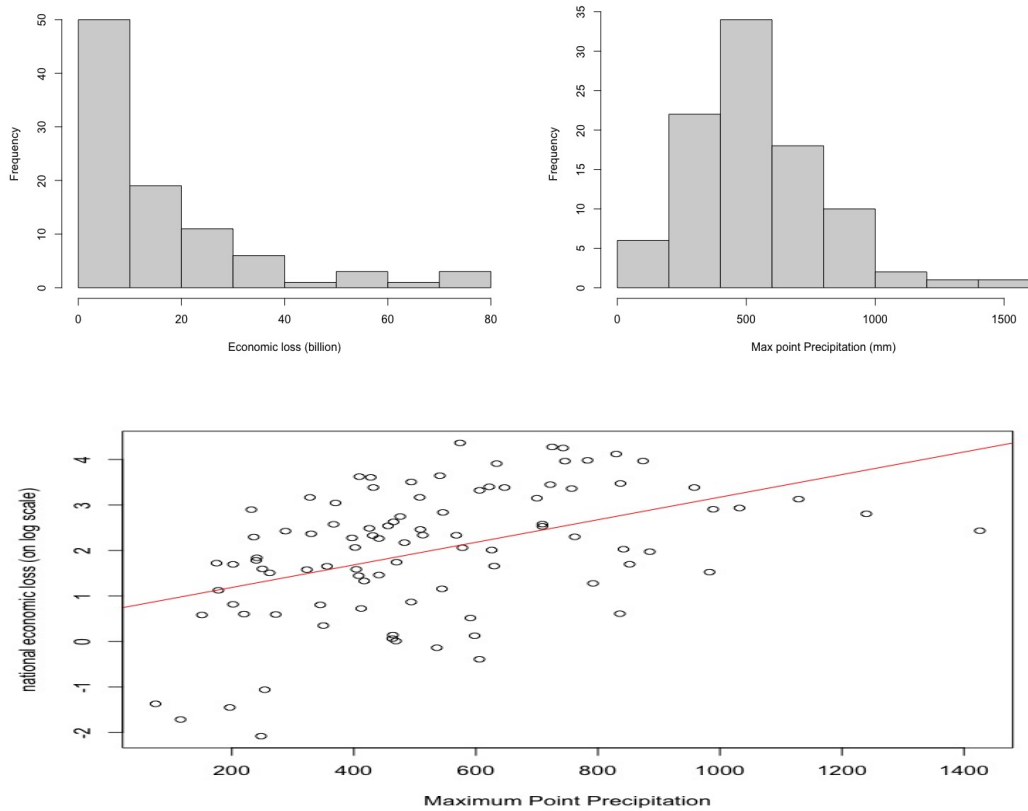 50
40
30
20
10
0
Frequency
0 20 40 60 80
Economic loss (billion)
35
30
25
20
15
10
5
0
Frequency
0 500 1000 1500
Max point Precipitation (mm)
4
3
2
1
0
-1
-2
national economic loss (on log scale)
200 400 600 800 1000 1200 1400
Maximum Point Precipitation